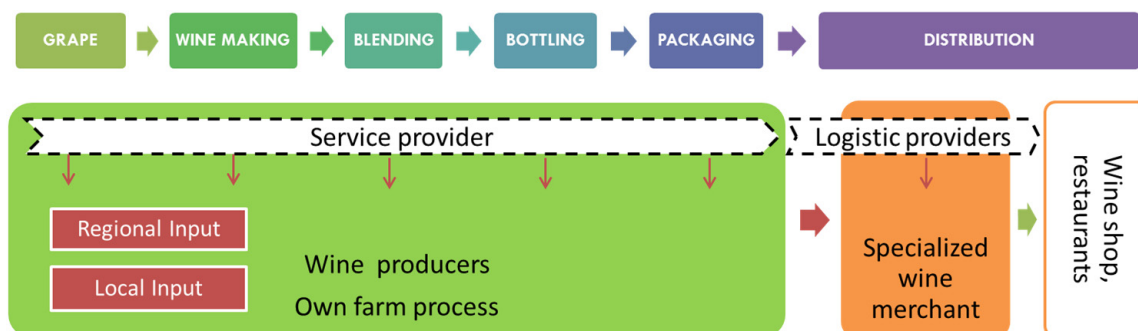 GRAPE
WINE MAKING
BLENDING
BOTTLING
PACKAGING
DISTRIBUTION
Service provider
Logistic providers
Regional Input
Local Input
Wine producers
Own farm process
Specialized
wine
merchant
Wine shop,
restaurants